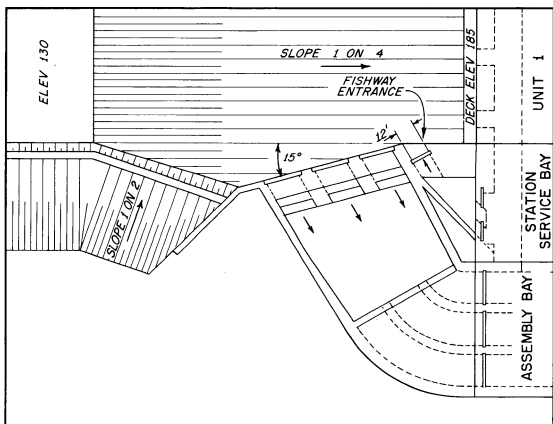 ELEV 130
SLOPE 1 ON 4
FISHWAY
ENTRANCE
DECK ELEV 185
UNIT 1
12'
15°
SLOPE 1 ON 2
STATION
SERVICE BAY
ASSEMBLY BAY